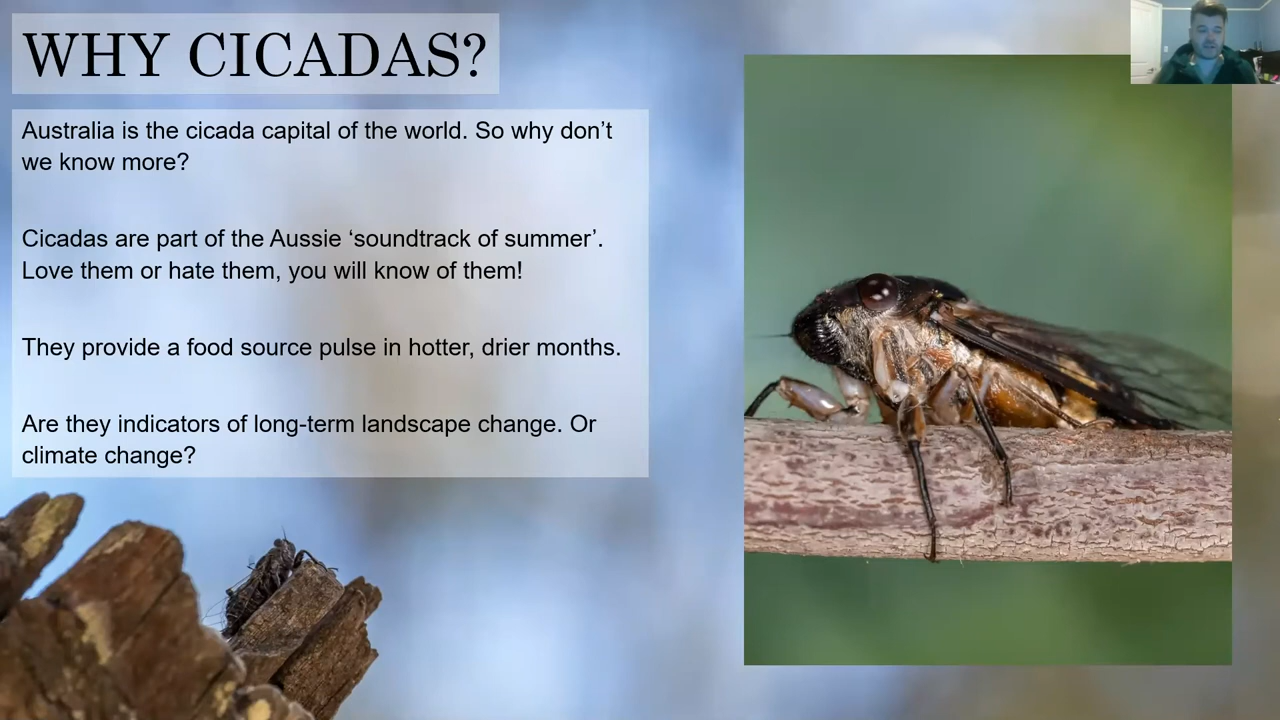 WHY CICADAS?
Australia is the cicada capital of the world. So why don’t
we know more?
Cicadas are part of the Aussie ‘soundtrack of summer’.
Love them or hate them, you will know of them!
They provide a food source pulse in hotter, drier months.
Are they indicators of long-term landscape change. Or
climate change?